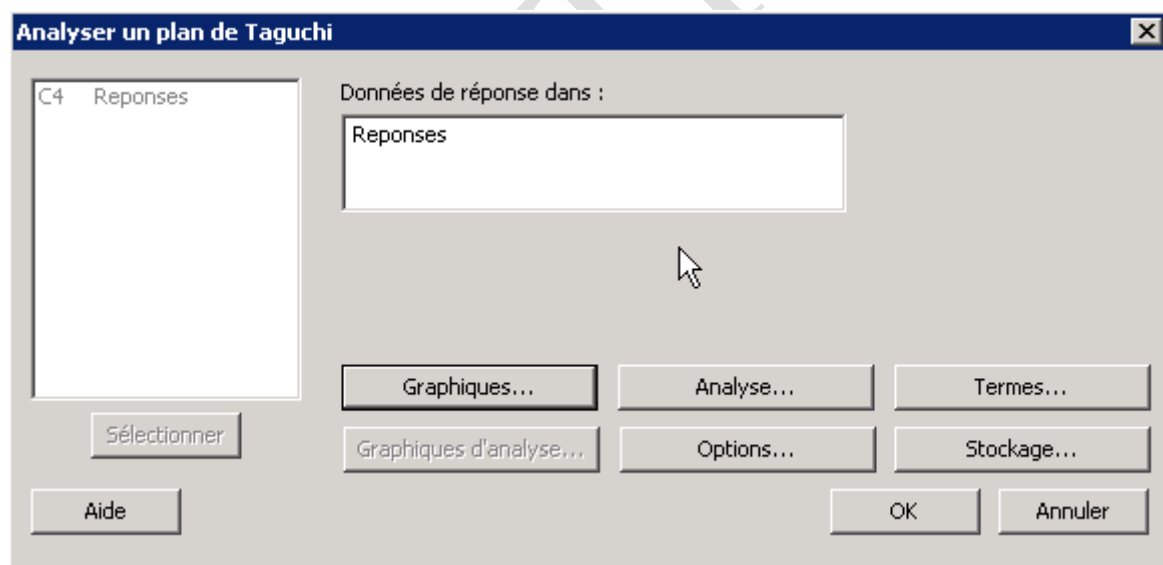 Analyser un plan de Taguchi
C4 Reponses
Données de réponse dans :
Reponses
Graphiques... Analyse... Termes...
Sélectionner
Graphiques d'analyse... Options... Stockage...
Aide OK Annuler